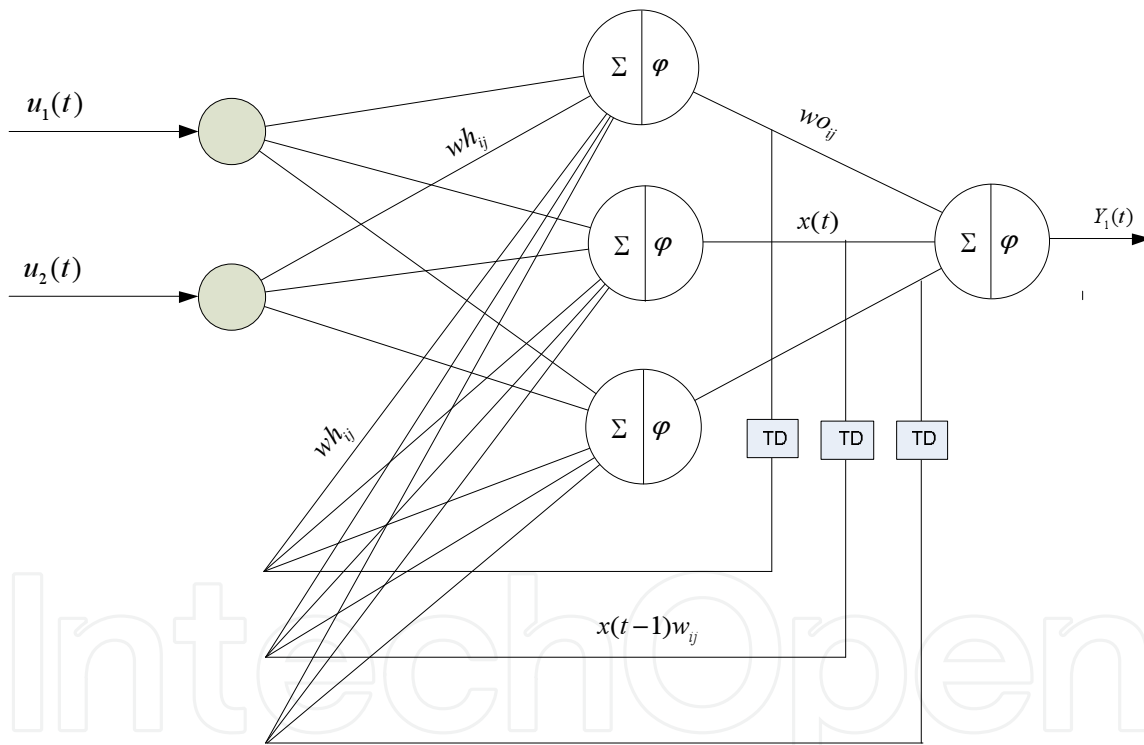 Σ φ
u₁(t)
wo_ij
wh_ij
x(t)
Y₁(t)
Σ φ
Σ φ
u₂(t)
Σ φ
wh_ij
TD
TD
TD
x(t−1)w_ij
IntechOpen